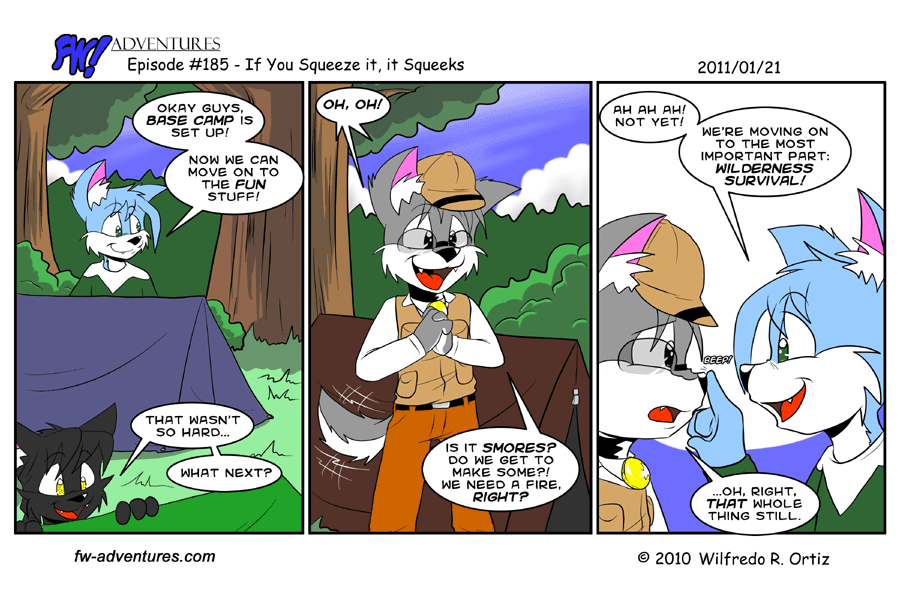 FW! ADVENTURES
Episode #185 - If You Squeeze it, it Squeeks
2011/01/21
OKAY GUYS,
BASE CAMP IS
SET UP!
NOW WE CAN
MOVE ON TO
THE FUN
STUFF!
THAT WASN'T
SO HARD...
WHAT NEXT?
OH, OH!
IS IT SMORES?
DO WE GET TO
MAKE SOME?!
WE NEED A FIRE,
RIGHT?
AH AH AH!
NOT YET!
WE'RE MOVING ON
TO THE MOST
IMPORTANT PART:
WILDERNESS
SURVIVAL!
BEEP!
...OH, RIGHT,
THAT WHOLE
THING STILL.
fw-adventures.com
© 2010 Wilfredo R. Ortiz